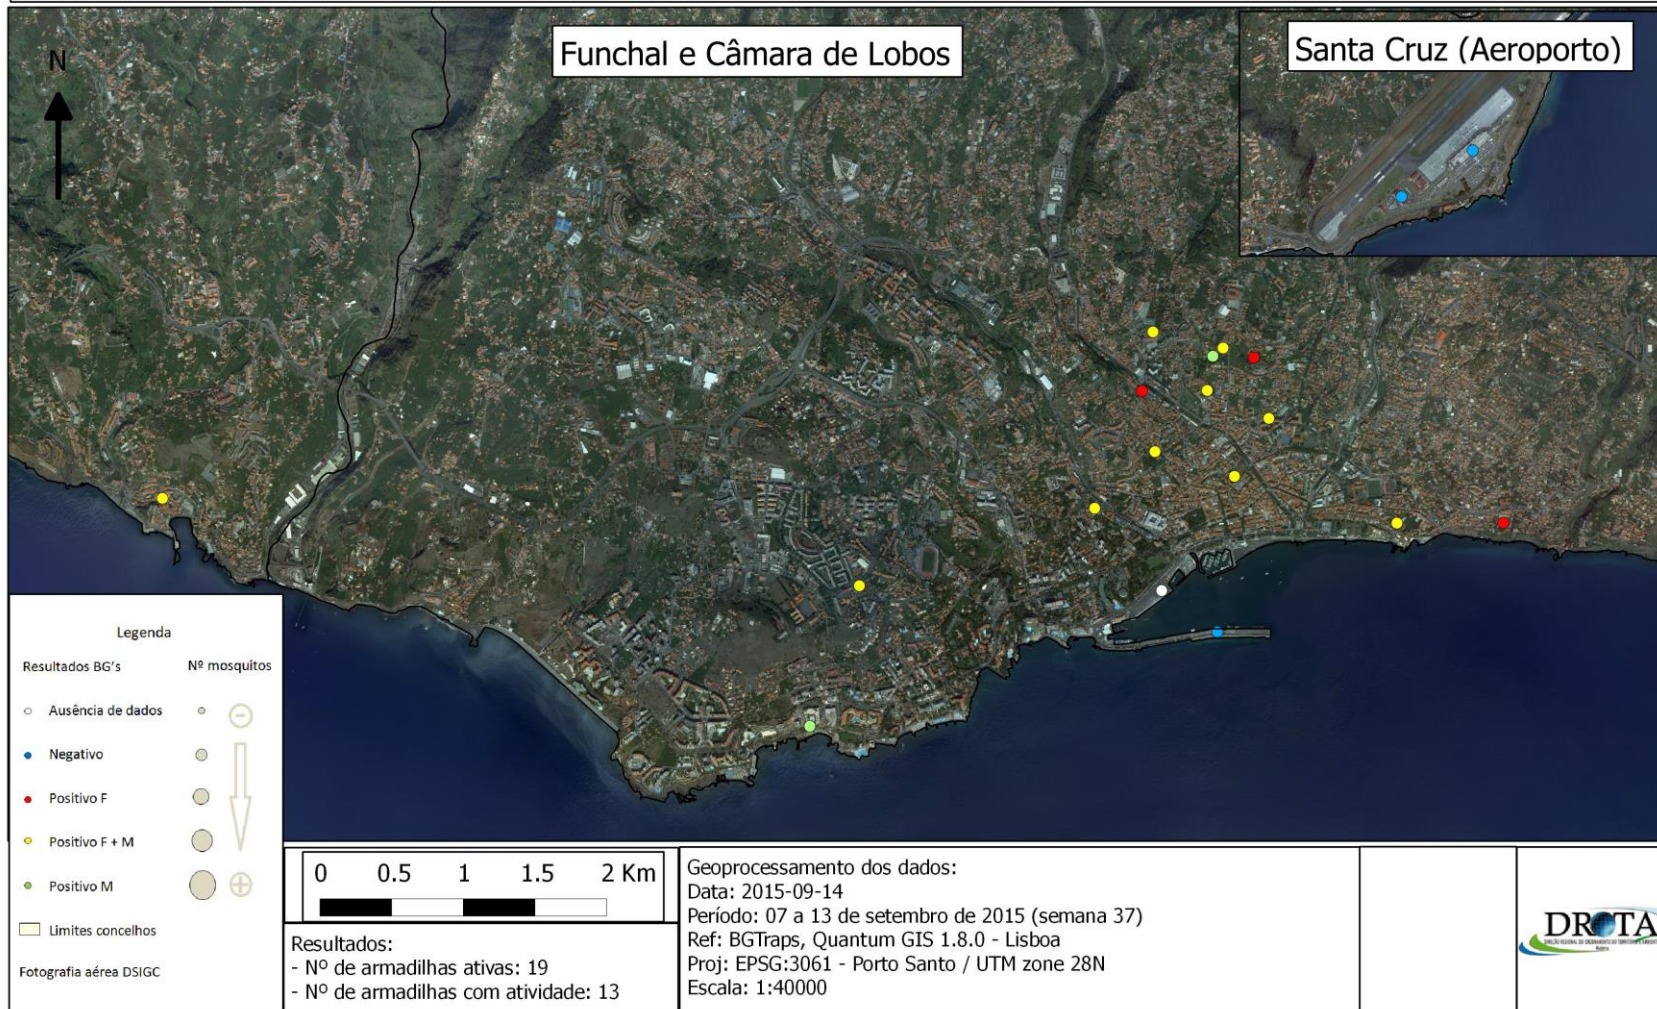 Funchal e Câmara de Lobos
Santa Cruz (Aeroporto)
N
Legenda
Resultados BG's
Nº mosquitos
Ausência de dados
Negativo
Positivo F
Positivo F + M
Positivo M
Limites concelhos
Fotografia aérea DSIGC
0 0.5 1 1.5 2 Km
Resultados:
- Nº de armadilhas ativas: 19
- Nº de armadilhas com atividade: 13
Geoprocessamento dos dados:
Data: 2015-09-14
Período: 07 a 13 de setembro de 2015 (semana 37)
Ref: BGTraps, Quantum GIS 1.8.0 - Lisboa
Proj: EPSG:3061 - Porto Santo / UTM zone 28N
Escala: 1:40000
DROTA